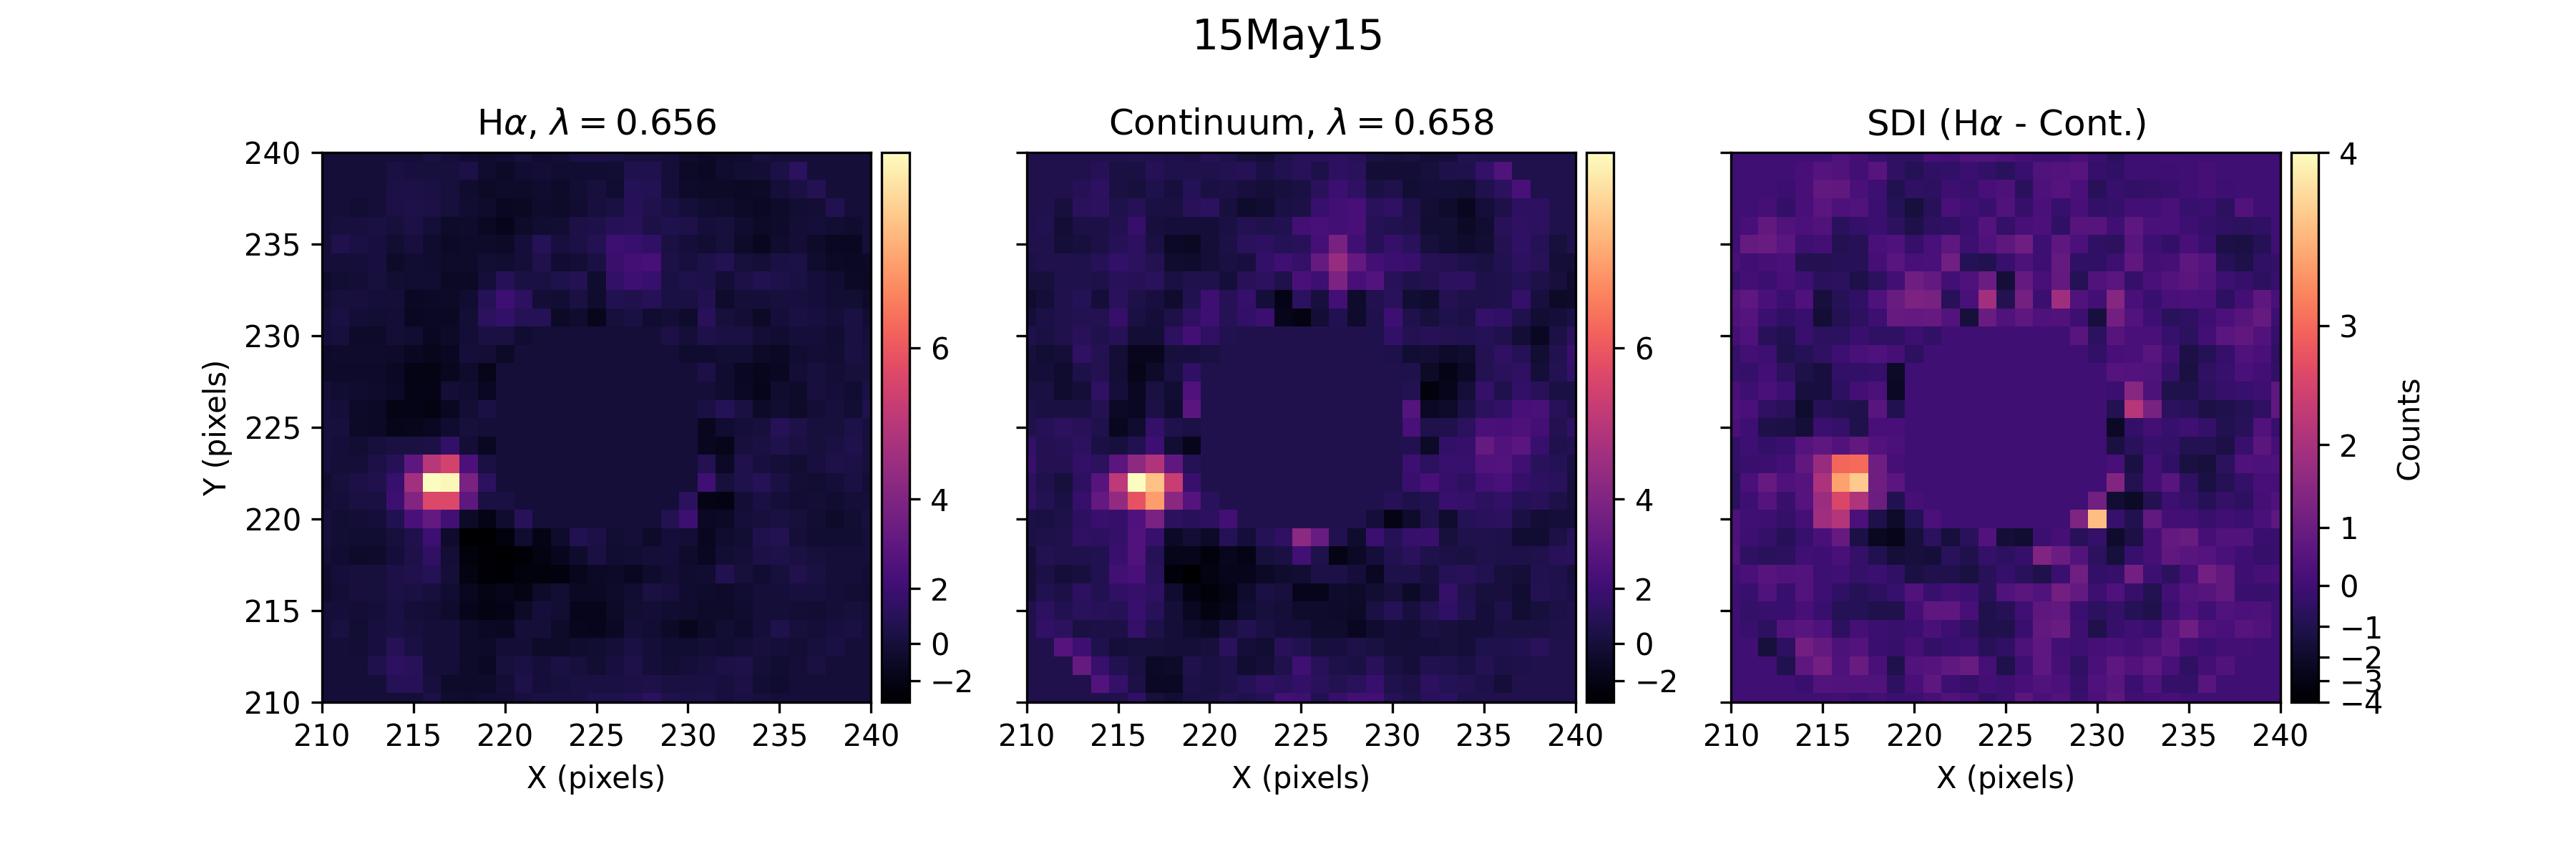 15May15
Hα, λ = 0.656
Continuum, λ = 0.658
SDI (Hα - Cont.)
240
235
230
225
220
215
210
Y (pixels)
210 215 220 225 230 235 240
X (pixels)
6
4
2
0
−2
210 215 220 225 230 235 240
X (pixels)
6
4
2
0
−2
210 215 220 225 230 235 240
X (pixels)
4
3
2
1
0
−1
−2
−3
−4
Counts